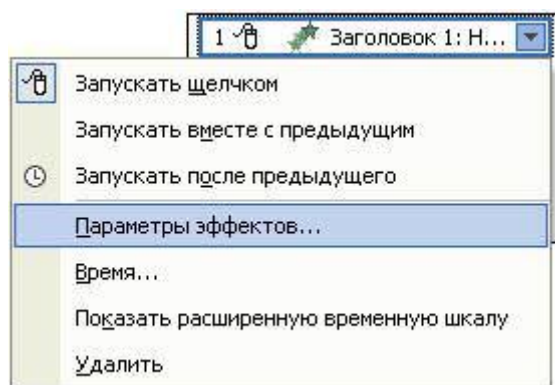 1 Заголовок 1: Н...
Запускать щелчком
Запускать вместе с предыдущим
Запускать после предыдущего
Параметры эффектов...
Время...
Показать расширенную временную шкалу
Удалить